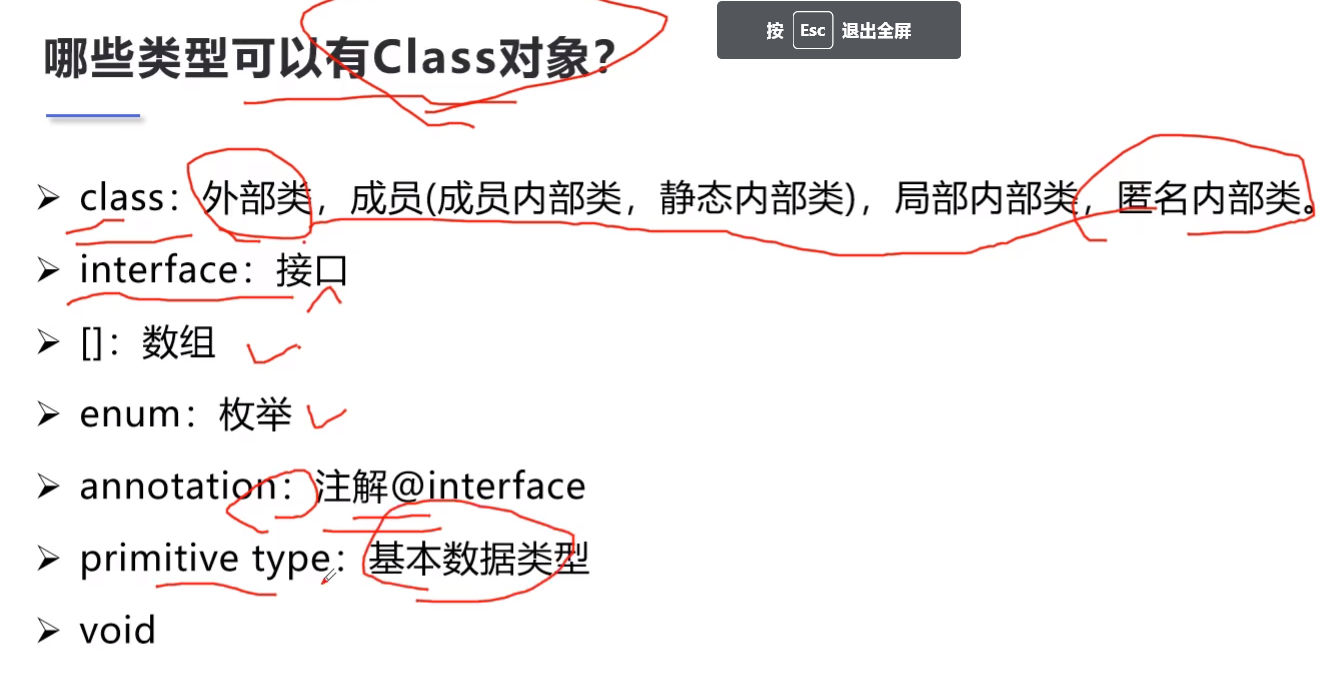 按 Esc 退出全屏
哪些类型可以有Class对象?
➢ class：外部类，成员(成员内部类，静态内部类)，局部内部类，匿名内部类。
➢ interface：接口
➢ []：数组
➢ enum：枚举
➢ annotation：注解@interface
➢ primitive type：基本数据类型
➢ void